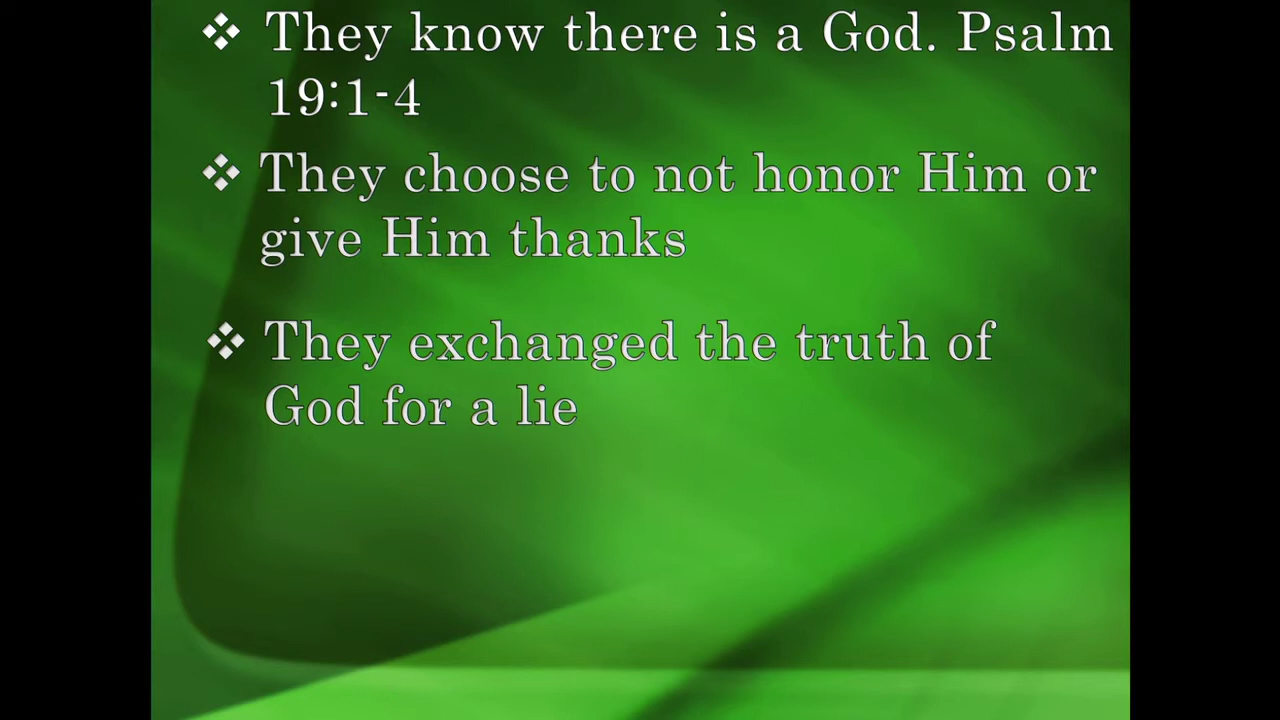 ❖ They know there is a God. Psalm
19:1-4
❖ They choose to not honor Him or
give Him thanks
❖ They exchanged the truth of
God for a lie